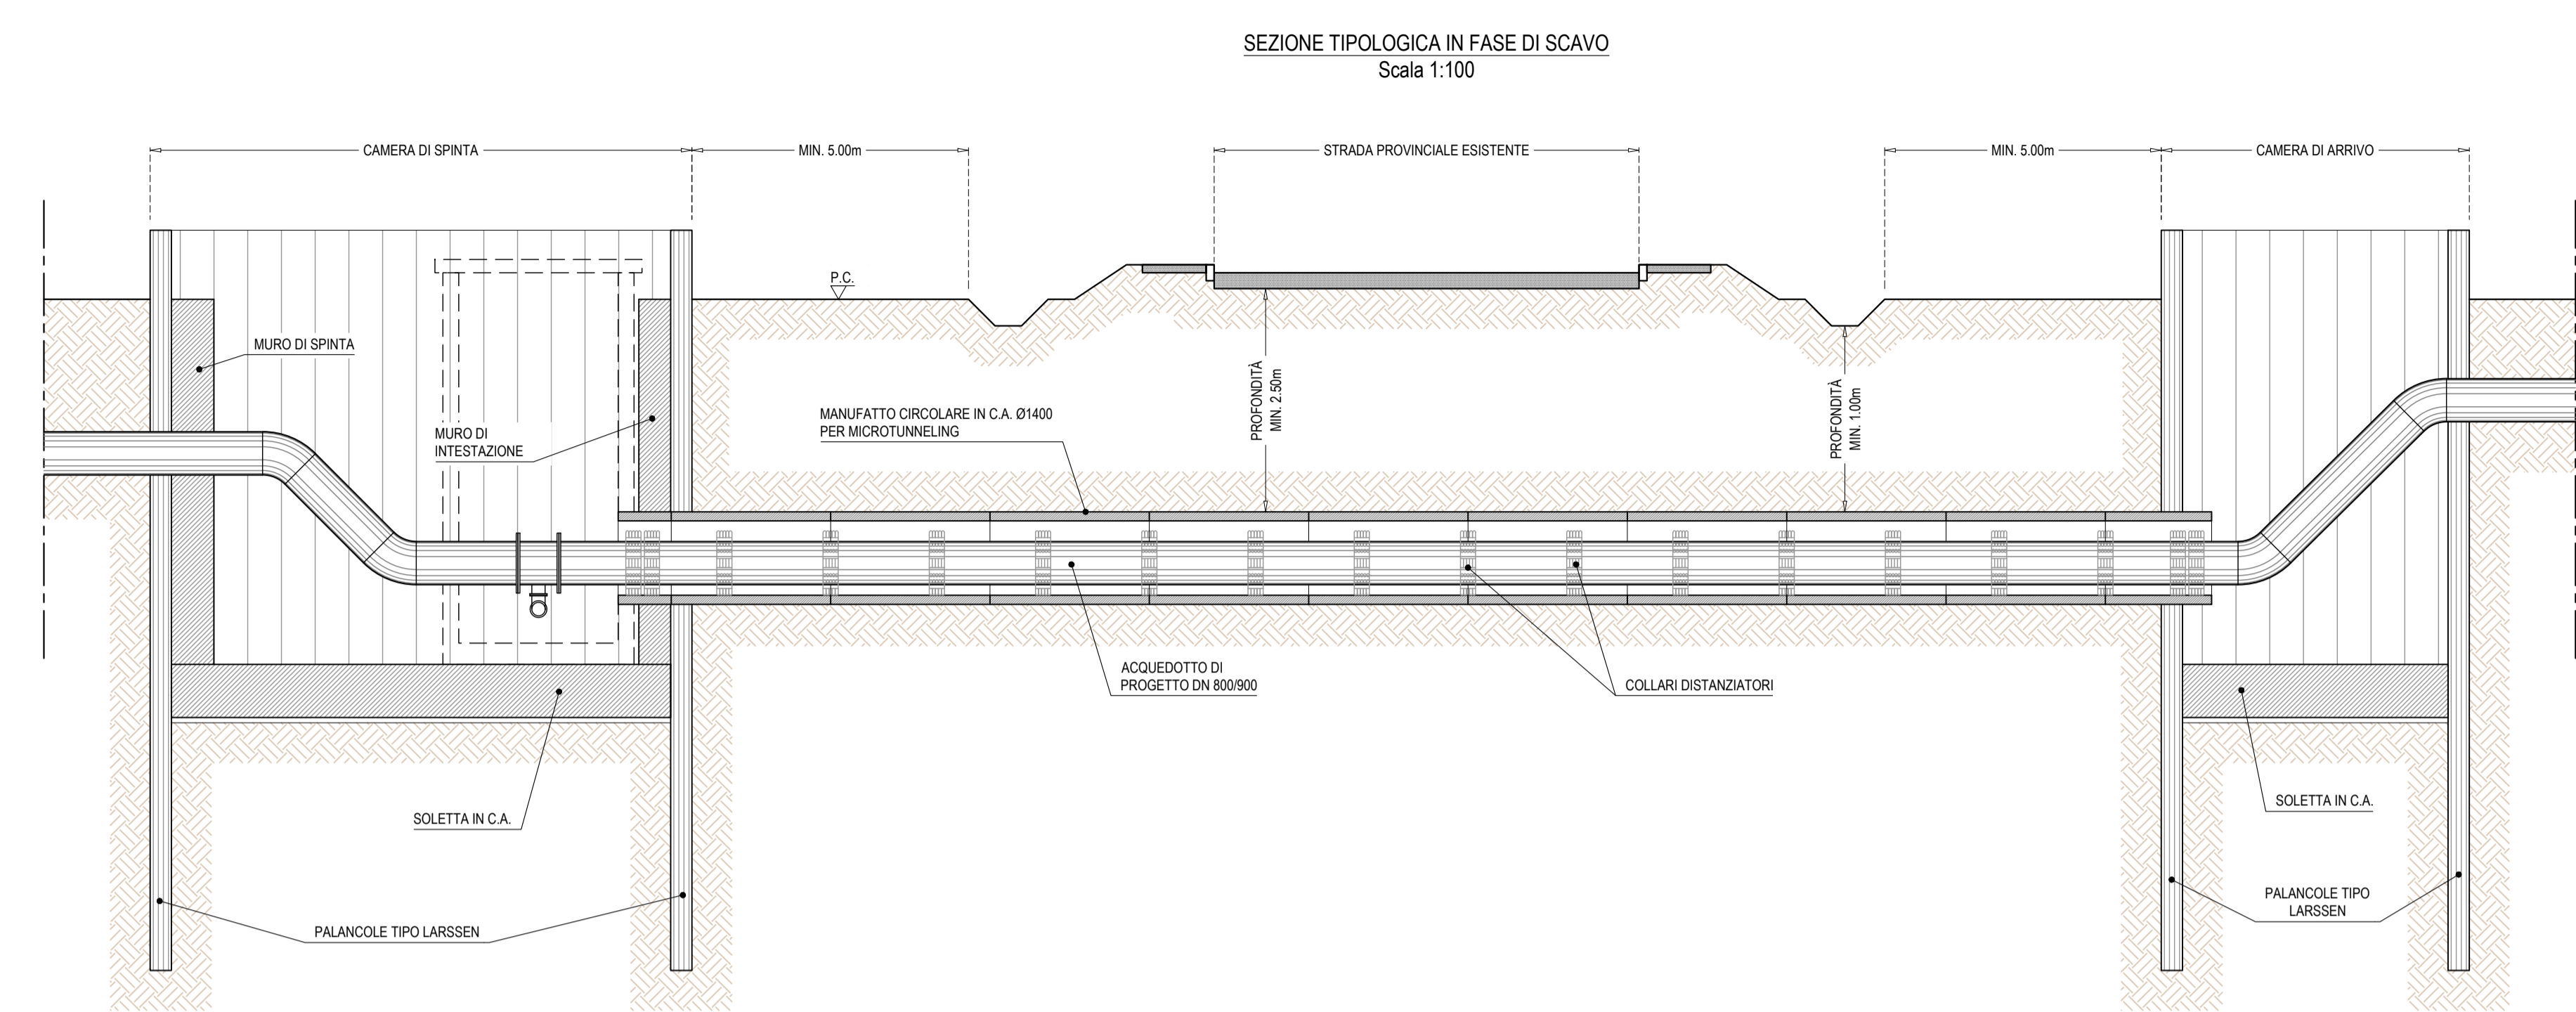 SEZIONE TIPOLOGICA IN FASE DI SCAVO
Scala 1:100
CAMERA DI SPINTA
MIN. 5.00m
STRADA PROVINCIALE ESISTENTE
MIN. 5.00m
CAMERA DI ARRIVO
P.C.
MURO DI SPINTA
MURO DI
INTESTAZIONE
MANUFATTO CIRCOLARE IN C.A. Ø1400
PER MICROTUNNELING
PROFONDITÀ
MIN. 2.50m
PROFONDITÀ
MIN. 1.00m
ACQUEDOTTO DI
PROGETTO DN 800/900
COLLARI DISTANZIATORI
SOLETTA IN C.A.
SOLETTA IN C.A.
PALANCOLE TIPO LARSSEN
PALANCOLE TIPO
LARSSEN